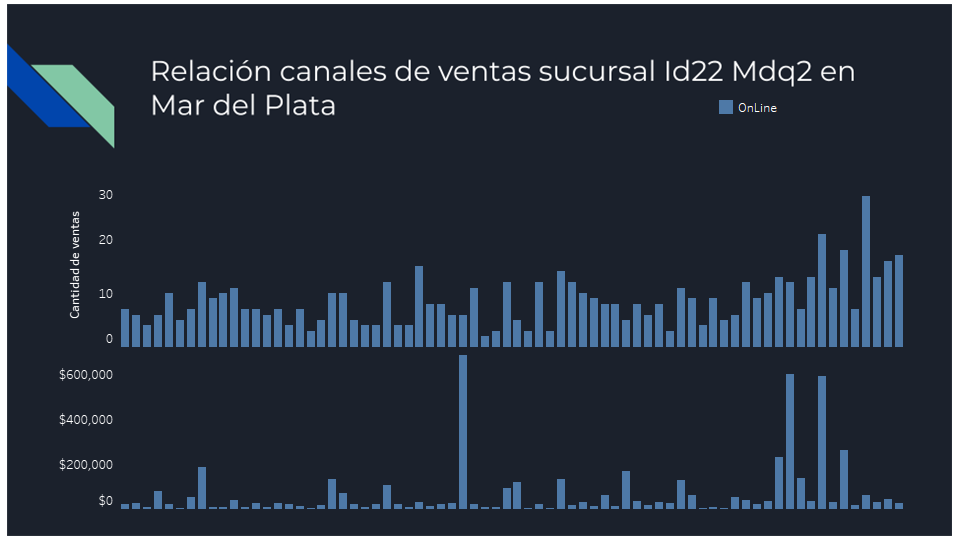 Relación canales de ventas sucursal Id22 Mdq2 en
Mar del Plata
OnLine
Cantidad de ventas
30
20
10
0
$600,000
$400,000
$200,000
$0